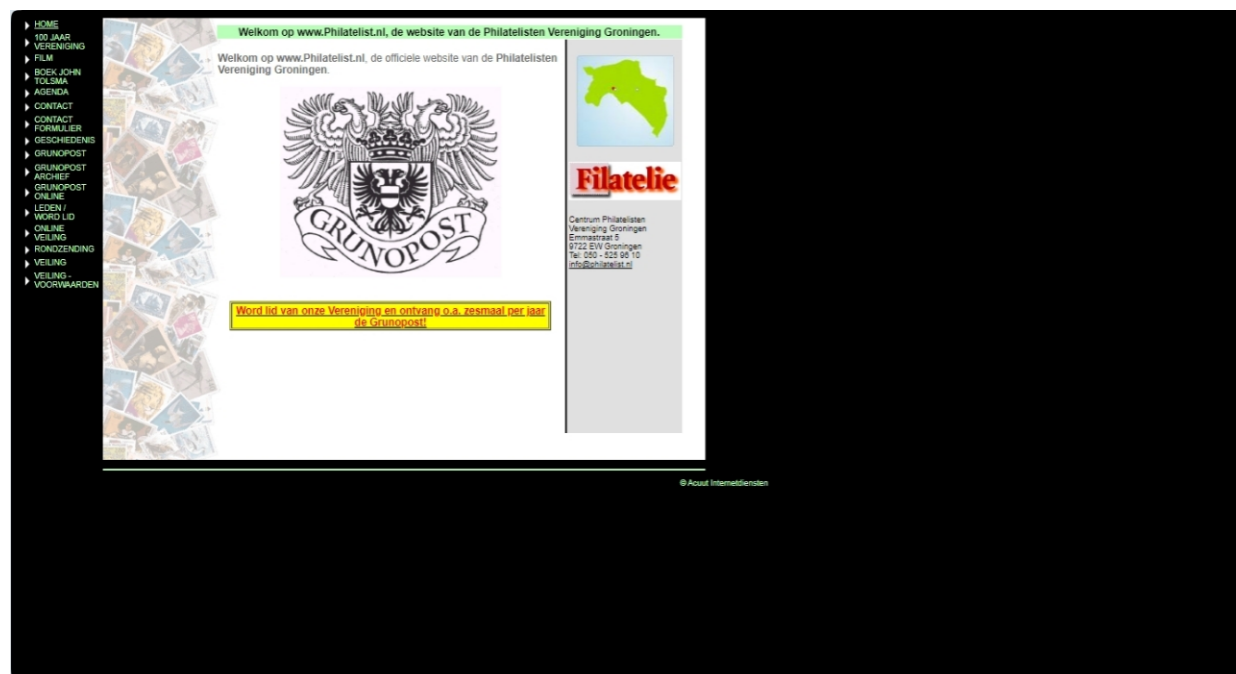 HOME
100 JAAR
VERENIGING
FILM
BOEK JOHN
TOLSMA
AGENDA
CONTACT
CONTACT
FORMULIER
GESCHIEDENIS
GRUNOPOST
GRUNOPOST
ARCHIEF
GRUNOPOST
ONLINE
LEDEN /
WORD LID
ONLINE
VEILING
RONDZENDING
VEILING
VEILING -
VOORWAARDEN
Welkom op www.Philatelist.nl, de website van de Philatelisten Vereniging Groningen.
Welkom op www.Philatelist.nl, de officiele website van de Philatelisten
Vereniging Groningen.
GRUNOPOST
Word lid van onze Vereniging en ontvang o.a. zesmaal per jaar
de Grunopost!
Filatelie
Centrum Philatelisten
Vereniging Groningen
Emmastraat 5
9722 EW Groningen
Tel: 050 - 525 96 10
info@philatelist.nl
© Acuut Internetdiensten